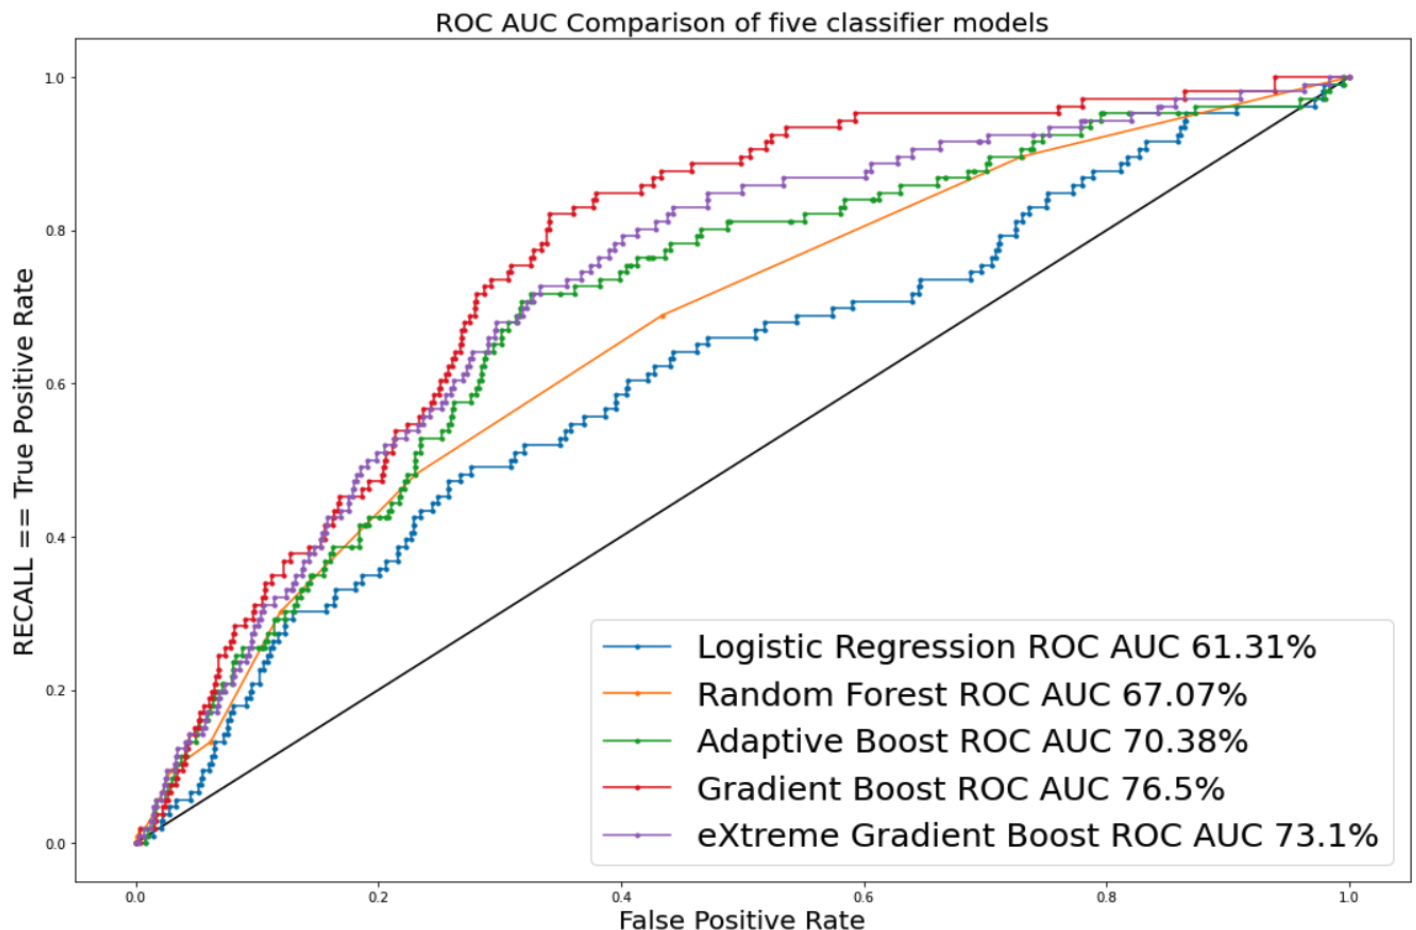 ROC AUC Comparison of five classifier models
RECALL == True Positive Rate
1.0
0.8
0.6
0.4
0.2
0.0
Logistic Regression ROC AUC 61.31%
Random Forest ROC AUC 67.07%
Adaptive Boost ROC AUC 70.38%
Gradient Boost ROC AUC 76.5%
eXtreme Gradient Boost ROC AUC 73.1%
0.0 0.2 0.4 0.6 0.8 1.0
False Positive Rate